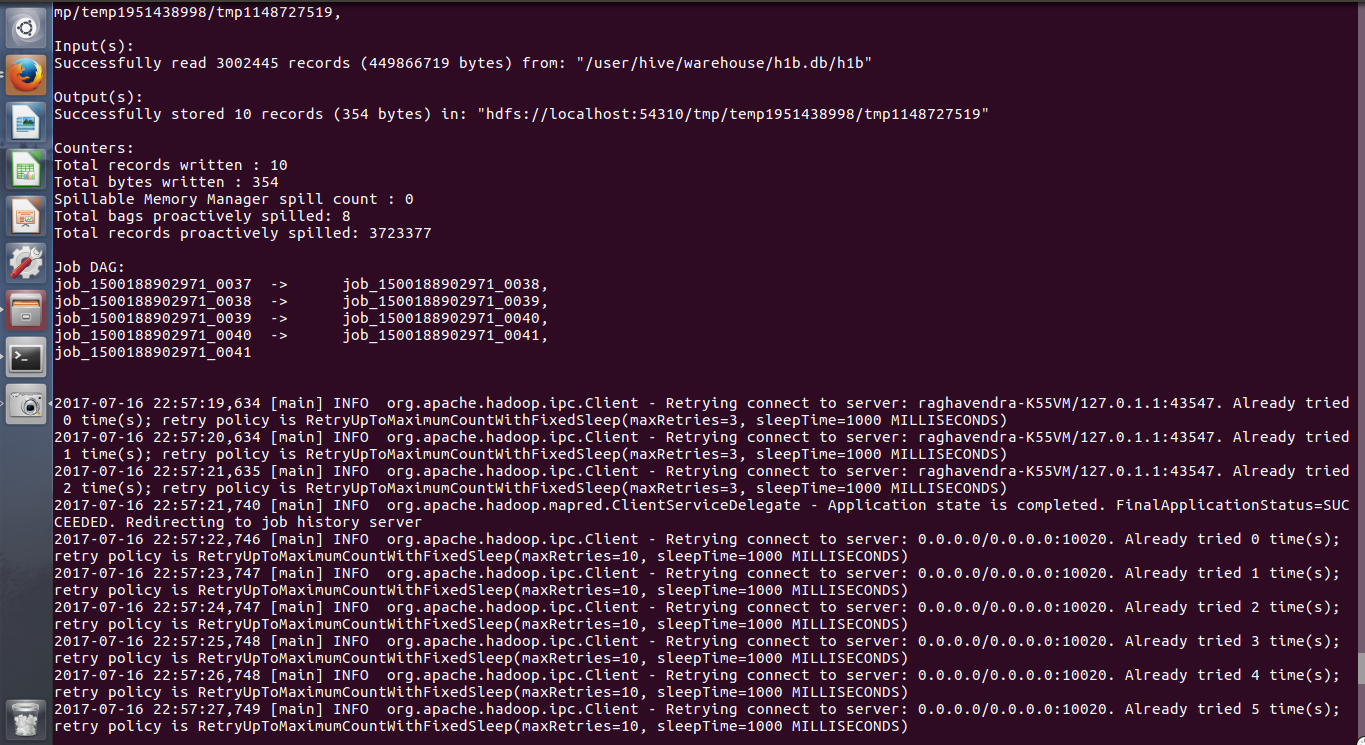 mp/temp1951438998/tmp1148727519,
Input(s):
Successfully read 3002445 records (449866719 bytes) from: "/user/hive/warehouse/h1b.db/h1b"
Output(s):
Successfully stored 10 records (354 bytes) in: "hdfs://localhost:54310/tmp/temp1951438998/tmp1148727519"
Counters:
Total records written : 10
Total bytes written : 354
Spillable Memory Manager spill count : 0
Total bags proactively spilled: 8
Total records proactively spilled: 3723377
Job DAG:
job_1500188902971_0037  ->      job_1500188902971_0038,
job_1500188902971_0038  ->      job_1500188902971_0039,
job_1500188902971_0039  ->      job_1500188902971_0040,
job_1500188902971_0040  ->      job_1500188902971_0041,
job_1500188902971_0041
2017-07-16 22:57:19,634 [main] INFO  org.apache.hadoop.ipc.Client - Retrying connect to server: raghavendra-K55VM/127.0.1.1:43547. Already tried
 0 time(s); retry policy is RetryUpToMaximumCountWithFixedSleep(maxRetries=3, sleepTime=1000 MILLISECONDS)
2017-07-16 22:57:20,634 [main] INFO  org.apache.hadoop.ipc.Client - Retrying connect to server: raghavendra-K55VM/127.0.1.1:43547. Already tried
 1 time(s); retry policy is RetryUpToMaximumCountWithFixedSleep(maxRetries=3, sleepTime=1000 MILLISECONDS)
2017-07-16 22:57:21,635 [main] INFO  org.apache.hadoop.ipc.Client - Retrying connect to server: raghavendra-K55VM/127.0.1.1:43547. Already tried
 2 time(s); retry policy is RetryUpToMaximumCountWithFixedSleep(maxRetries=3, sleepTime=1000 MILLISECONDS)
2017-07-16 22:57:21,740 [main] INFO  org.apache.hadoop.mapred.ClientServiceDelegate - Application state is completed. FinalApplicationStatus=SUC
CEEDED. Redirecting to job history server
2017-07-16 22:57:22,746 [main] INFO  org.apache.hadoop.ipc.Client - Retrying connect to server: 0.0.0.0/0.0.0.0:10020. Already tried 0 time(s);
retry policy is RetryUpToMaximumCountWithFixedSleep(maxRetries=10, sleepTime=1000 MILLISECONDS)
2017-07-16 22:57:23,747 [main] INFO  org.apache.hadoop.ipc.Client - Retrying connect to server: 0.0.0.0/0.0.0.0:10020. Already tried 1 time(s);
retry policy is RetryUpToMaximumCountWithFixedSleep(maxRetries=10, sleepTime=1000 MILLISECONDS)
2017-07-16 22:57:24,747 [main] INFO  org.apache.hadoop.ipc.Client - Retrying connect to server: 0.0.0.0/0.0.0.0:10020. Already tried 2 time(s);
retry policy is RetryUpToMaximumCountWithFixedSleep(maxRetries=10, sleepTime=1000 MILLISECONDS)
2017-07-16 22:57:25,748 [main] INFO  org.apache.hadoop.ipc.Client - Retrying connect to server: 0.0.0.0/0.0.0.0:10020. Already tried 3 time(s);
retry policy is RetryUpToMaximumCountWithFixedSleep(maxRetries=10, sleepTime=1000 MILLISECONDS)
2017-07-16 22:57:26,748 [main] INFO  org.apache.hadoop.ipc.Client - Retrying connect to server: 0.0.0.0/0.0.0.0:10020. Already tried 4 time(s);
retry policy is RetryUpToMaximumCountWithFixedSleep(maxRetries=10, sleepTime=1000 MILLISECONDS)
2017-07-16 22:57:27,749 [main] INFO  org.apache.hadoop.ipc.Client - Retrying connect to server: 0.0.0.0/0.0.0.0:10020. Already tried 5 time(s);
retry policy is RetryUpToMaximumCountWithFixedSleep(maxRetries=10, sleepTime=1000 MILLISECONDS)